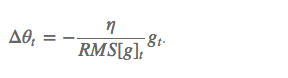 Δθ_t = − η / RMS[g]_t g_t.